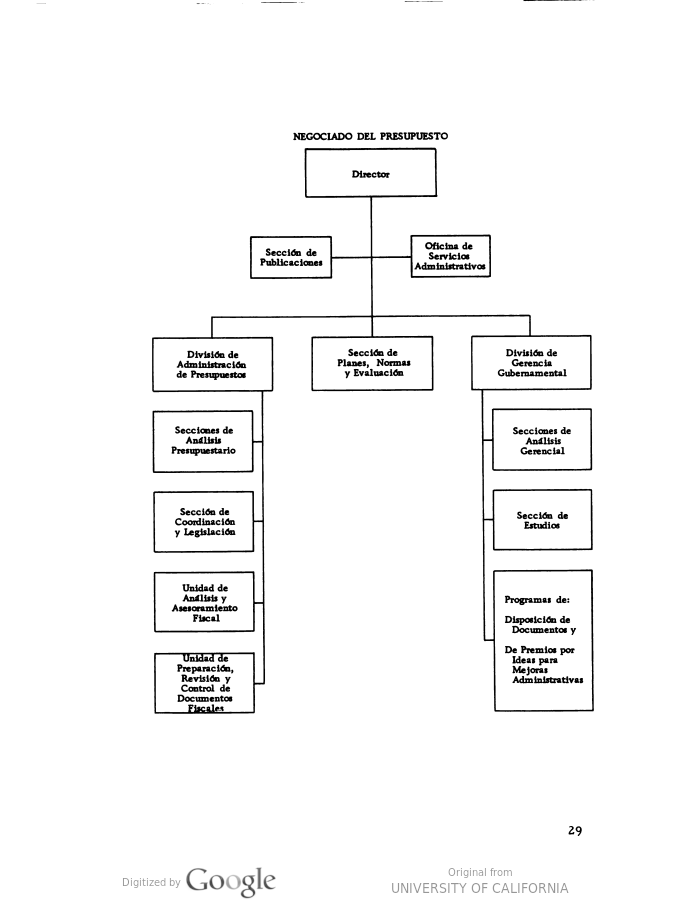 NEGOCIADO DEL PRESUPUESTO
Director
Sección de
Publicaciones
Oficina de
Servicios
Administrativos
División de
Administración
de Presupuestos
Sección de
Planes, Normas
y Evaluación
División de
Gerencia
Gubernamental
Secciones de
Análisis
Presupuestario
Sección de
Coordinación
y Legislación
Unidad de
Análisis y
Asesoramiento
Fiscal
Unidad de
Preparación,
Revisión y
Control de
Documentos
Fiscales
Secciones de
Análisis
Gerencial
Sección de
Estudios
Programas de:
Disposición de
Documentos y
De Premios por
Ideas para
Mejoras
Administrativas
29
Digitized by Google
Original from
UNIVERSITY OF CALIFORNIA